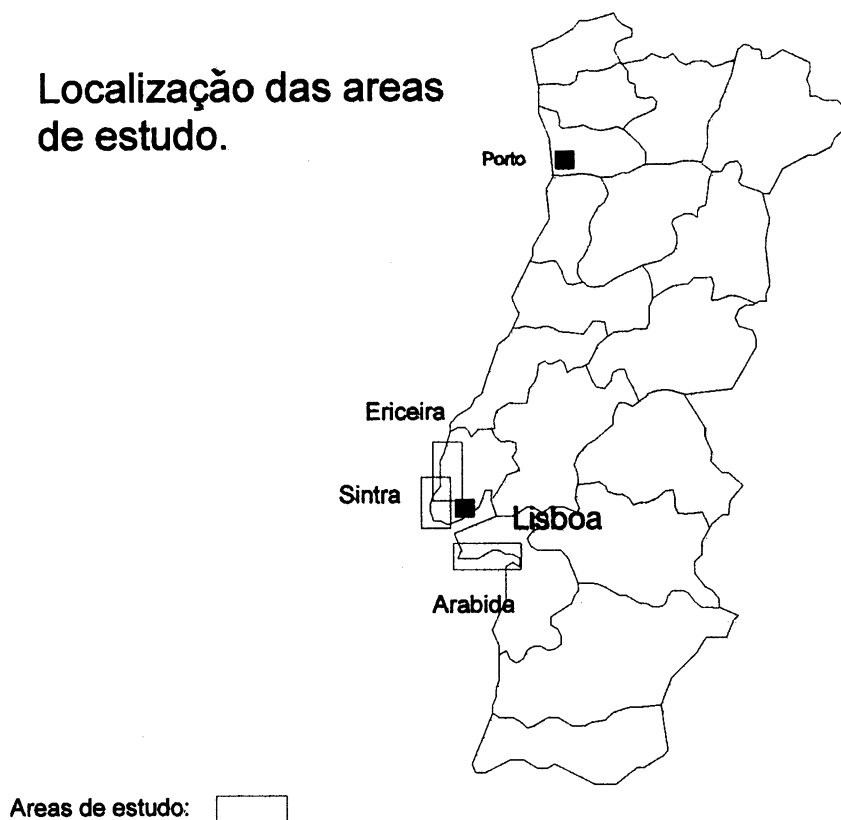 Localização das areas
de estudo.
Porto
Ericeira
Sintra
Lisboa
Arabida
Areas de estudo: